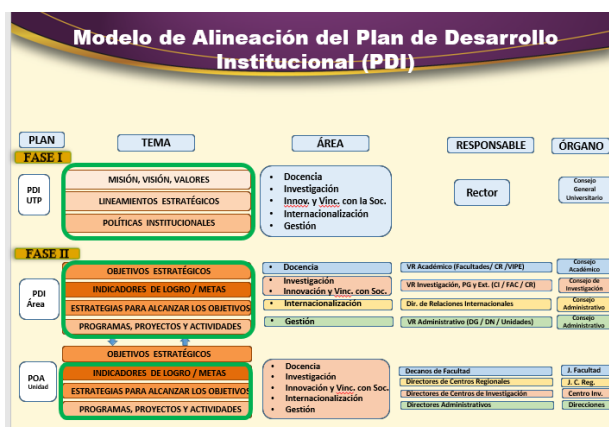 Modelo de Alineación del Plan de Desarrollo
Institucional (PDI)
PLAN
TEMA
ÁREA
RESPONSABLE
ÓRGANO
FASE I
PDI
UTP
MISIÓN, VISIÓN, VALORES
LINEAMIENTOS ESTRATÉGICOS
POLÍTICAS INSTITUCIONALES
• Docencia
• Investigación
• Innov. y Vinc. con la Soc.
• Internacionalización
• Gestión
Rector
Consejo
General
Universitario
FASE II
PDI
Área
OBJETIVOS ESTRATÉGICOS
INDICADORES DE LOGRO / METAS
ESTRATEGIAS PARA ALCANZAR LOS OBJETIVOS
PROGRAMAS, PROYECTOS Y ACTIVIDADES
• Docencia
• Investigación
• Innovación y Vinc. con Soc.
• Internacionalización
• Gestión
VR Académico (Facultades/ CR /VIPE)
VR Investigación, PG y Ext. (CI / FAC / CR)
Dir. de Relaciones Internacionales
VR Administrativo (DG / DN / Unidades)
Consejo
Académico
Consejo de
Investigación
Consejo
Administrativo
Consejo
Administrativo
POA
Unidad
OBJETIVOS ESTRATÉGICOS
INDICADORES DE LOGRO / METAS
ESTRATEGIAS PARA ALCANZAR LOS OBJETIVOS
PROGRAMAS, PROYECTOS Y ACTIVIDADES
• Docencia
• Investigación
• Innovación y Vinc. con Soc.
• Internacionalización
• Gestión
Decanos de Facultad
Directores de Centros Regionales
Directores de Centros de Investigación
Directores Administrativos
J. Facultad
J. C. Reg.
Centro Inv.
Direcciones